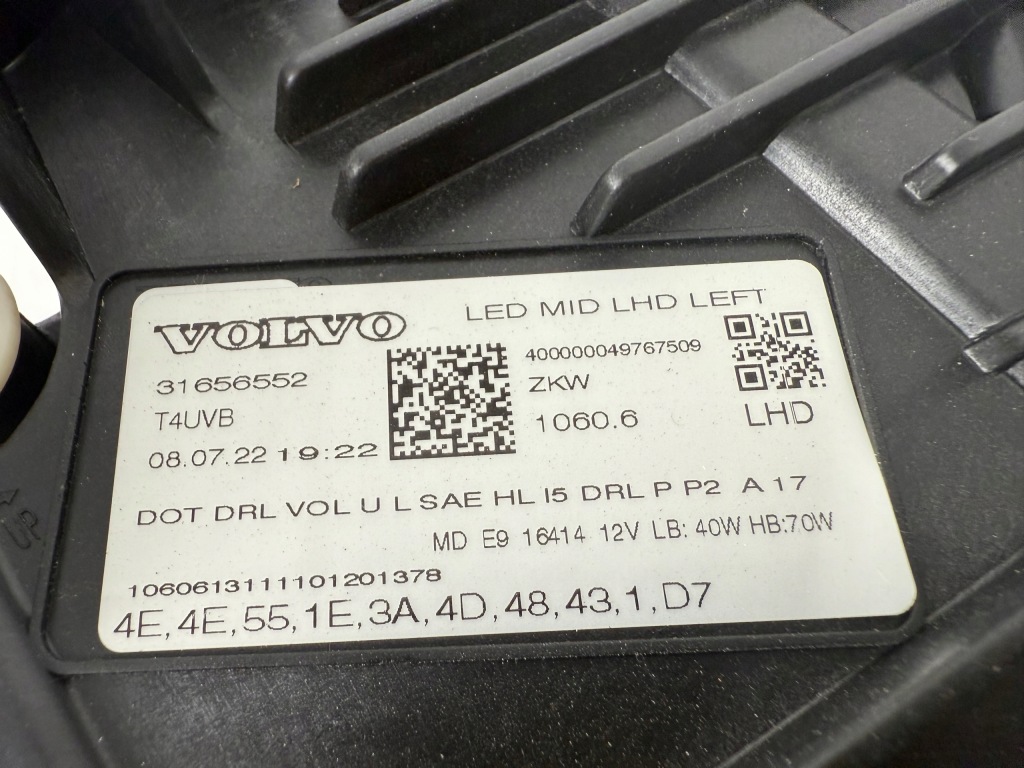 VOLVO
LED MID LHD LEFT
31656552
400000049767509
T4UVB
ZKW
08.07.22 19:22
1060.6
LHD
DOT DRL VOL U L SAE HL I5 DRL P P2 A 17
MD E9 16414 12V LB: 40W HB:70W
1060613111101201378
4E,4E,55,1E,3A,4D,48,43,1,D7